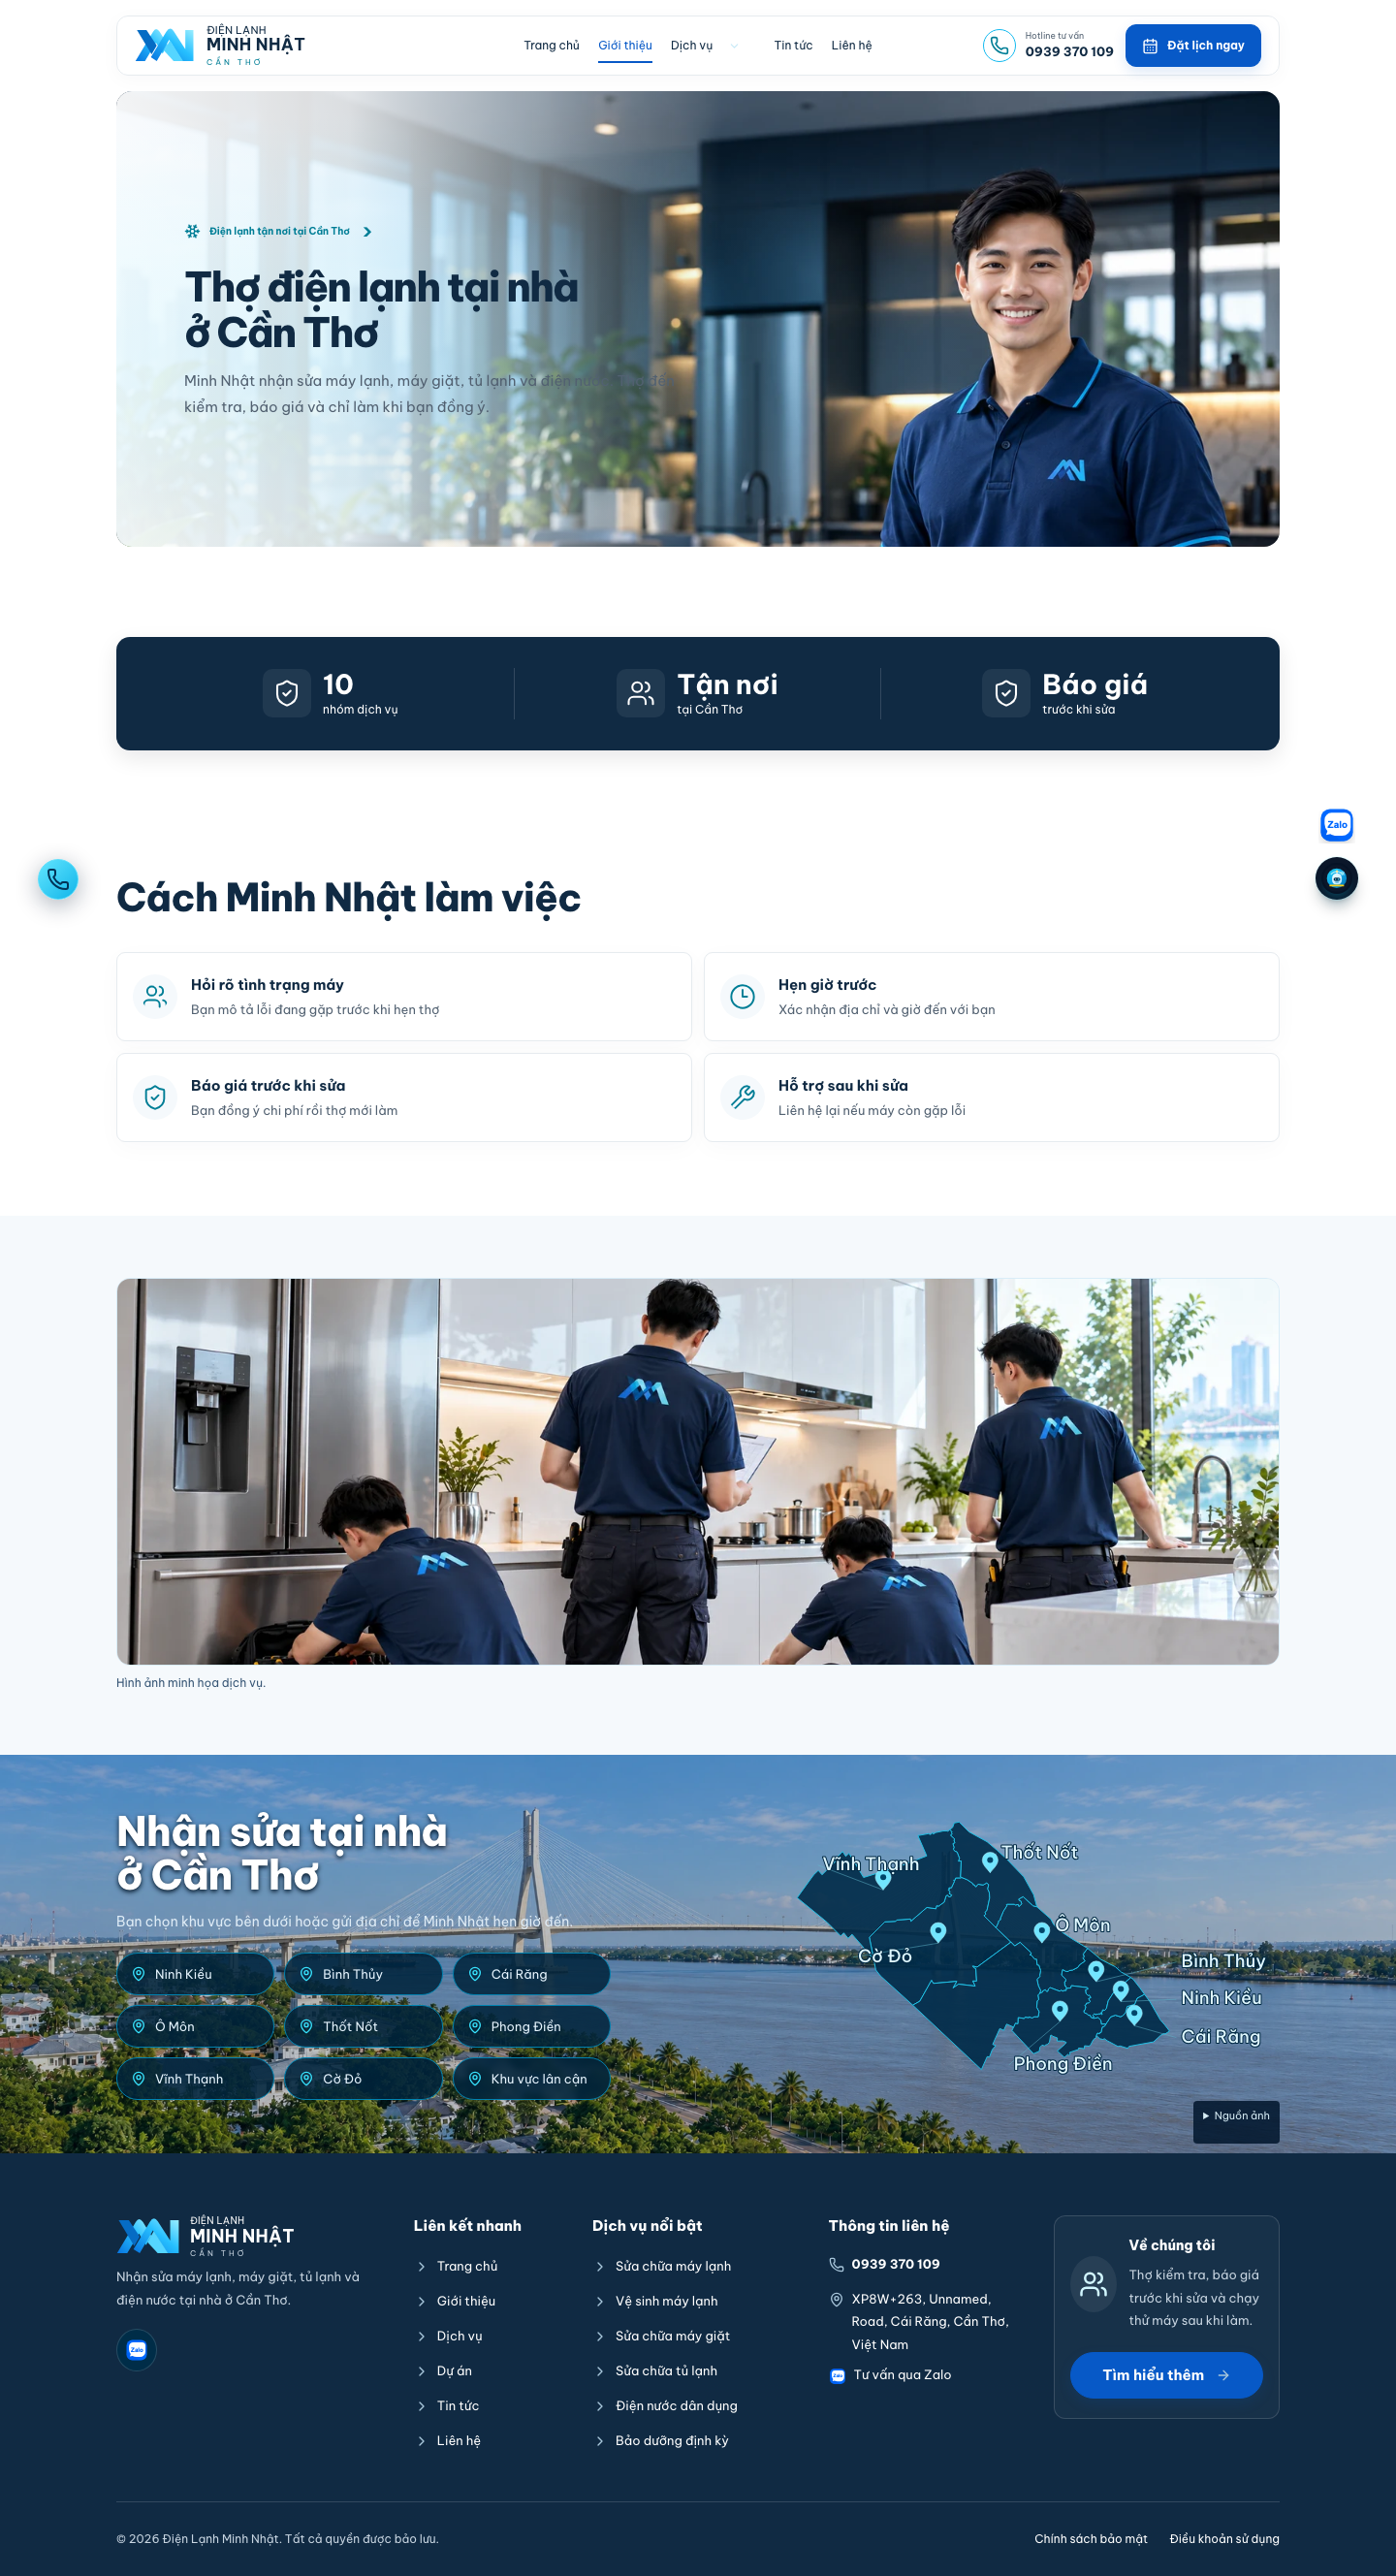 ĐIỆN LẠNH
MINH NHẬT
CẦN THƠ
Trang chủ
Giới thiệu
Dịch vụ
Tin tức
Liên hệ
Hotline tư vấn
0939 370 109
Đặt lịch ngay
Điện lạnh tận nơi tại Cần Thơ
Thợ điện lạnh tại nhà
ở Cần Thơ
Minh Nhật nhận sửa máy lạnh, máy giặt, tủ lạnh và điện
kiểm tra, báo giá và chỉ làm khi bạn đồng ý.
10
nhóm dịch vụ
Tận nơi
tại Cần Thơ
Báo giá
trước khi sửa
Zalo
Cách Minh Nhật làm việc
Hỏi rõ tình trạng máy
Bạn mô tả lỗi đang gặp trước khi hẹn thợ
Hẹn giờ trước
Xác nhận địa chỉ và giờ đến với bạn
Báo giá trước khi sửa
Bạn đồng ý chi phí rồi thợ mới làm
Hỗ trợ sau khi sửa
Liên hệ lại nếu máy còn gặp lỗi
Hình ảnh minh họa dịch vụ.
Nhận sửa tại nhà
ở Cần Thơ
Bạn chọn khu vực bên dưới hoặc gửi địa chỉ để Minh Nhật hẹn giờ đến.
Ninh Kiều
Bình Thủy
Cái Răng
Ô Môn
Thốt Nốt
Phong Điền
Vĩnh Thạnh
Cờ Đỏ
Khu vực lân cận
Vĩnh Thạnh
Thốt Nốt
Ô Môn
Cờ Đỏ
Bình Thủy
Ninh Kiều
Cái Răng
Phong Điền
Nguồn ảnh
ĐIỆN LẠNH
MINH NHẬT
CẦN THƠ
Nhận sửa máy lạnh, máy giặt, tủ lạnh và
điện nước tại nhà ở Cần Thơ.
Zalo
Liên kết nhanh
Trang chủ
Giới thiệu
Dịch vụ
Dự án
Tin tức
Liên hệ
Dịch vụ nổi bật
Sửa chữa máy lạnh
Vệ sinh máy lạnh
Sửa chữa máy giặt
Sửa chữa tủ lạnh
Điện nước dân dụng
Bảo dưỡng định kỳ
Thông tin liên hệ
0939 370 109
XP8W+263, Unnamed,
Road, Cái Răng, Cần Thơ,
Việt Nam
Tư vấn qua Zalo
Về chúng tôi
Thợ kiểm tra, báo giá
trước khi sửa và chạy
thử máy sau khi làm.
Tìm hiểu thêm
© 2026 Điện Lạnh Minh Nhật. Tất cả quyền được bảo lưu.
Chính sách bảo mật
Điều khoản sử dụng